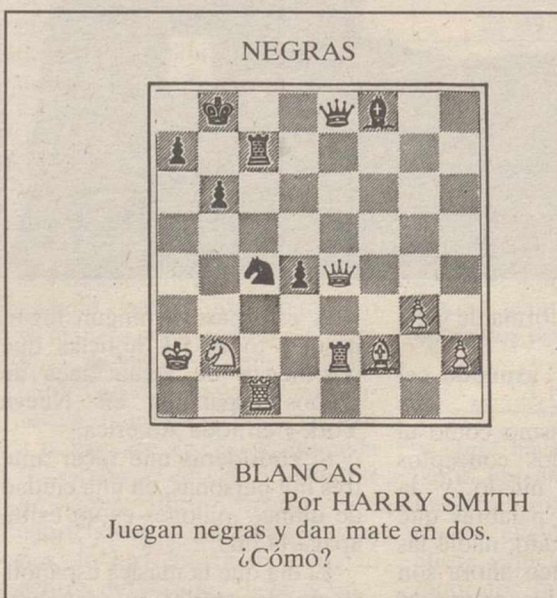 NEGRAS
BLANCAS
Por HARRY SMITH
Juegan negras y dan mate en dos.
¿Cómo?